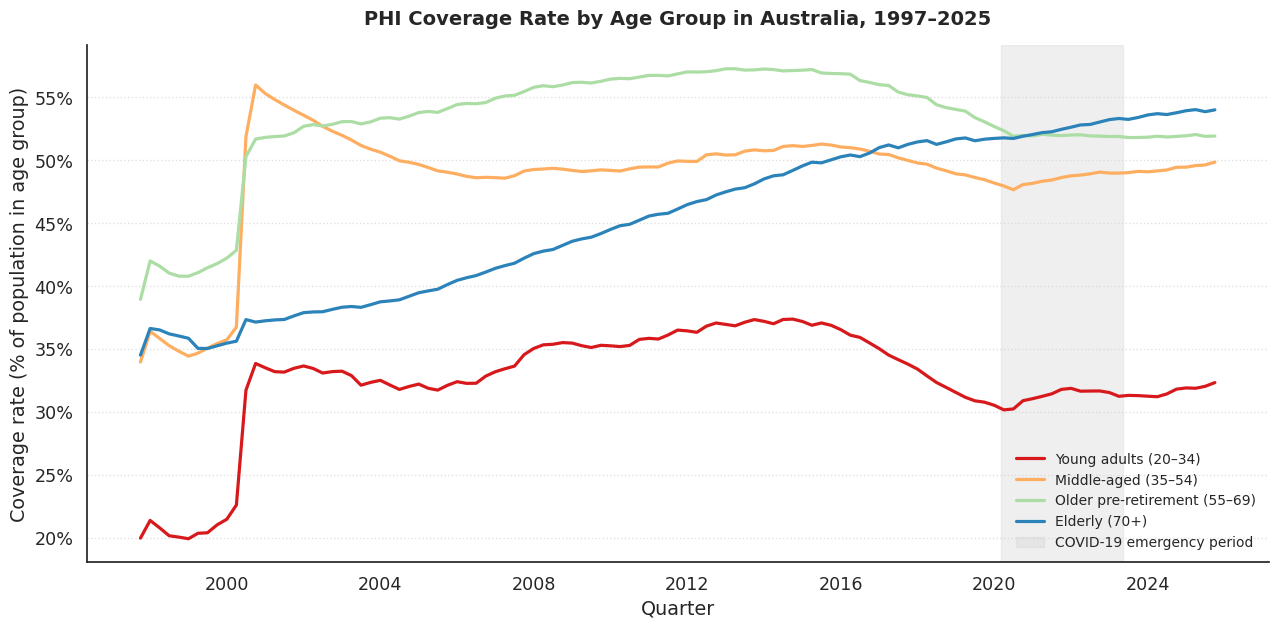 PHI Coverage Rate by Age Group in Australia, 1997–2025
Coverage rate (% of population in age group)
55%
50%
45%
40%
35%
30%
25%
20%
Young adults (20–34)
Middle-aged (35–54)
Older pre-retirement (55–69)
Elderly (70+)
COVID-19 emergency period
2000
2004
2008
2012
2016
2020
2024
Quarter